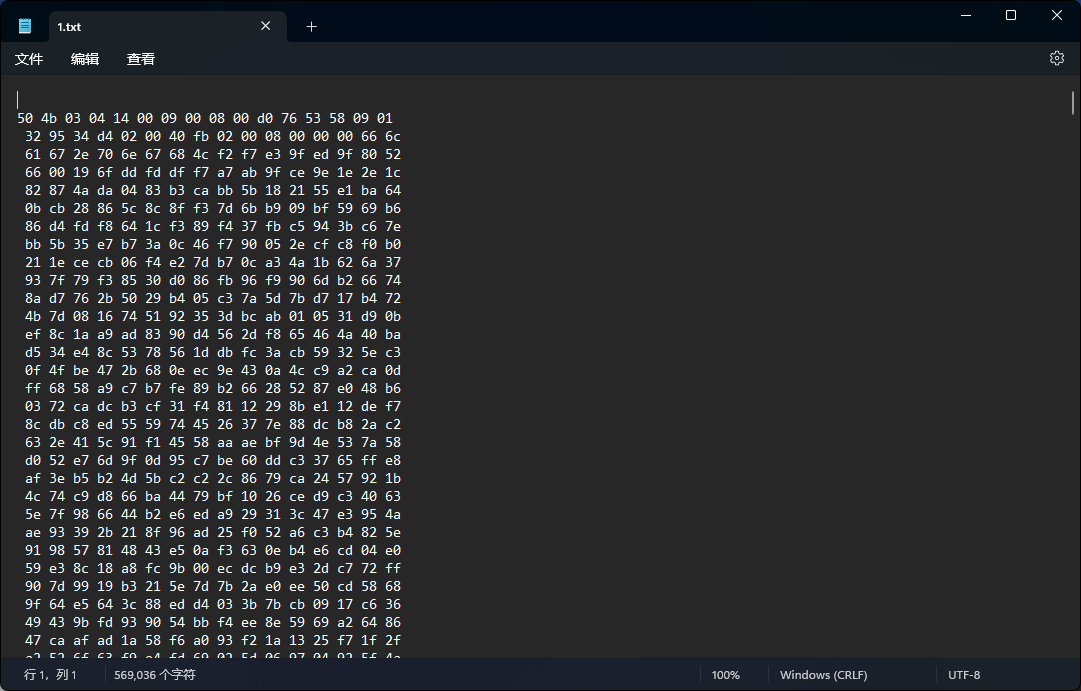 1.txt
文件 编辑 查看
50 4b 03 04 14 00 09 00 08 00 d0 76 53 58 09 01
32 95 34 d4 02 00 40 fb 02 00 08 00 00 00 66 6c
61 67 2e 70 6e 67 68 4c f2 f7 e3 9f ed 9f 80 52
66 00 19 6f dd fd df f7 a7 ab 9f ce 9e 1e 2e 1c
82 87 4a da 04 83 b3 ca bb 5b 18 21 55 e1 ba 64
0b cb 28 86 5c 8c 8f f3 7d 6b b9 09 bf 59 69 b6
86 d4 fd f8 64 1c f3 89 f4 37 fb c5 94 3b c6 7e
bb 5b 35 e7 b7 3a 0c 46 f7 90 05 2e cf c8 f0 b0
21 1e ce cb 06 f4 e2 7d b7 0c a3 4a 1b 62 6a 37
93 7f 79 f3 85 30 d0 86 fb 96 f9 90 6d b2 66 74
8a d7 76 2b 50 29 b4 05 c3 7a 5d 7b d7 17 b4 72
4b 7d 08 16 74 51 92 35 3d bc ab 01 05 31 d9 0b
ef 8c 1a a9 ad 83 90 d4 56 2d f8 65 46 4a 40 ba
d5 34 e4 8c 53 78 56 1d db fc 3a cb 59 32 5e c3
0f 4f be 47 2b 68 0e ec 9e 43 0a 4c c9 a2 ca 0d
ff 68 58 a9 c7 b7 fe 89 b2 66 28 52 87 e0 48 b6
03 72 ca dc b3 cf 31 f4 81 12 29 8b e1 12 de f7
8c db c8 ed 55 59 74 45 26 37 7e 88 dc b8 2a c2
63 2e 41 5c 91 f1 45 58 aa ae bf 9d 4e 53 7a 58
d0 52 e7 6d 9f 0d 95 c7 be 60 dd c3 37 65 ff e8
af 3e b5 b2 4d 5b c2 c2 2c 86 79 ca 24 57 92 1b
4c 74 c9 d8 66 ba 44 79 bf 10 26 ce d9 c3 40 63
5e 7f 98 66 44 b2 e6 ed a9 29 31 3c 47 e3 95 4a
ae 93 39 2b 21 8f 96 ad 25 f0 52 a6 c3 b4 82 5e
91 98 57 81 48 43 e5 0a f3 63 0e b4 e6 cd 04 e0
59 e3 8c 18 a8 fc 9b 00 ec dc b9 e3 2d c7 72 ff
90 7d 99 19 b3 21 5e 7d 7b 2a e0 ee 50 cd 58 68
9f 64 e5 64 3c 88 ed d4 03 3b 7b cb 09 17 c6 36
49 43 9b fd 93 90 54 bb f4 ee 8e 59 69 a2 64 86
47 ca af ad 1a 58 f6 a0 93 f2 1a 13 25 f7 1f 2f
行 1，列 1 569,036 个字符 100% Windows (CRLF) UTF-8